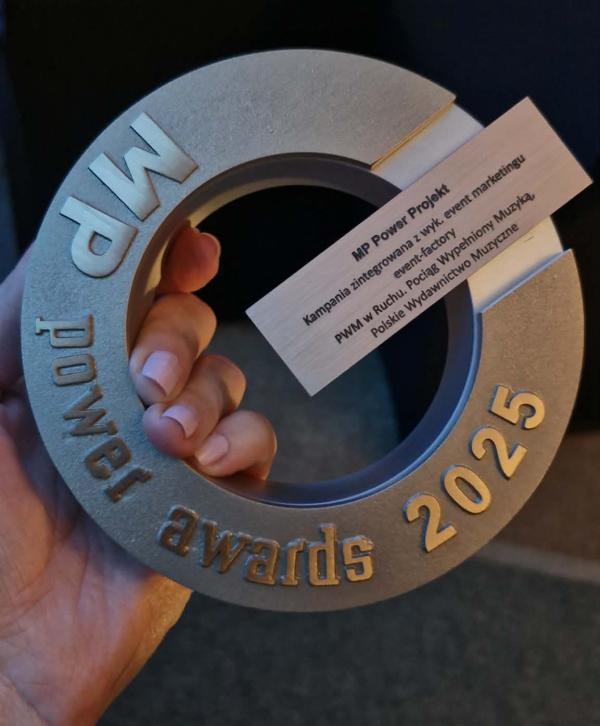 MP
power
awards
2025
MP Power Projekt
Kampania zintegrowana z wyk. event marketingu
event-factory
PWM w Ruchu. Pociąg Wypełniony Muzyką,
Polskie Wydawnictwo Muzyczne